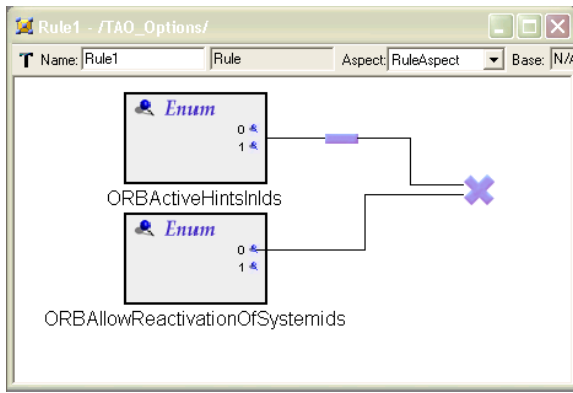 Rule1 - /TAO_Options/
Name: Rule1 Rule Aspect: RuleAspect Base: N/A
Enum
0
1
ORBActiveHintsInIds
Enum
0
1
ORBAllowReactivationOfSystemids